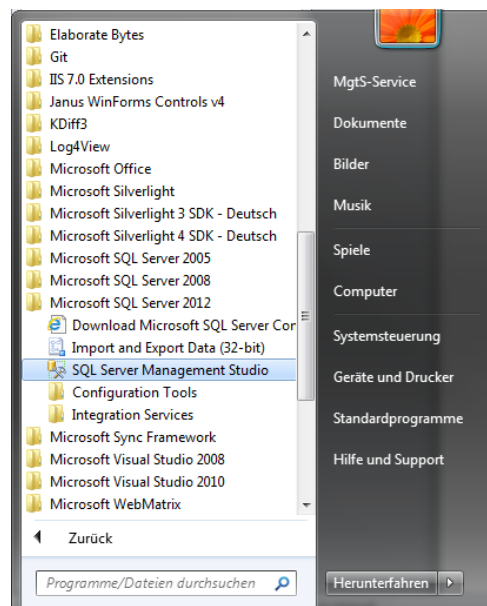 Elaborate Bytes
Git
IIS 7.0 Extensions
Janus WinForms Controls v4
KDiff3
Log4View
Microsoft Office
Microsoft Silverlight
Microsoft Silverlight 3 SDK - Deutsch
Microsoft Silverlight 4 SDK - Deutsch
Microsoft SQL Server 2005
Microsoft SQL Server 2008
Microsoft SQL Server 2012
Download Microsoft SQL Server Cor
Import and Export Data (32-bit)
SQL Server Management Studio
Configuration Tools
Integration Services
Microsoft Sync Framework
Microsoft Visual Studio 2008
Microsoft Visual Studio 2010
Microsoft WebMatrix
Zurück
Programme/Dateien durchsuchen
MgtS-Service
Dokumente
Bilder
Musik
Spiele
Computer
Systemsteuerung
Geräte und Drucker
Standardprogramme
Hilfe und Support
Herunterfahren